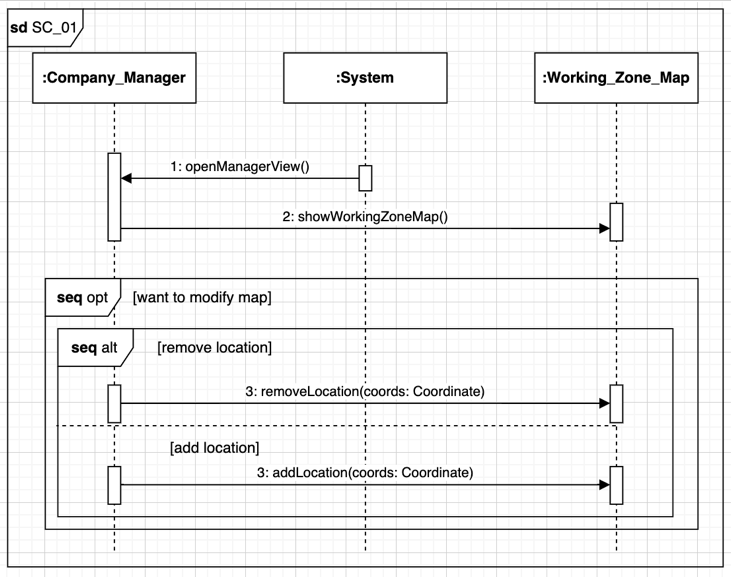 sd SC_01
:Company_Manager
:System
:Working_Zone_Map
1: openManagerView()
2: showWorkingZoneMap()
seq opt
[want to modify map]
seq alt
[remove location]
3: removeLocation(coords: Coordinate)
[add location]
3: addLocation(coords: Coordinate)